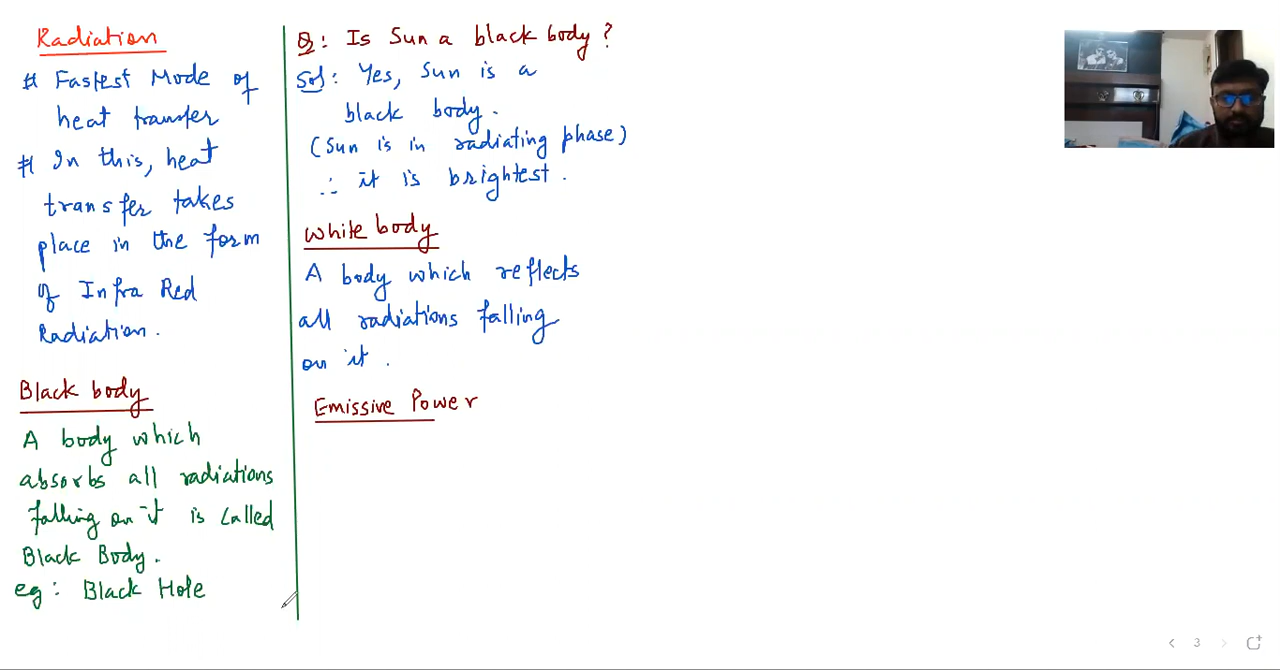 Radiation
# Fastest Mode of
heat transfer
# In this, heat
transfer takes
place in the form
of Infra Red
Radiation.
Black body
A body which
absorbs all radiations
falling on it is called
Black Body.
eg: Black Hole
Q: Is Sun a black body?
Sol: Yes, Sun is a
black body.
(Sun is in radiating phase)
∴ it is brightest.
White body
A body which reflects
all radiations falling
on it.
Emissive Power
3